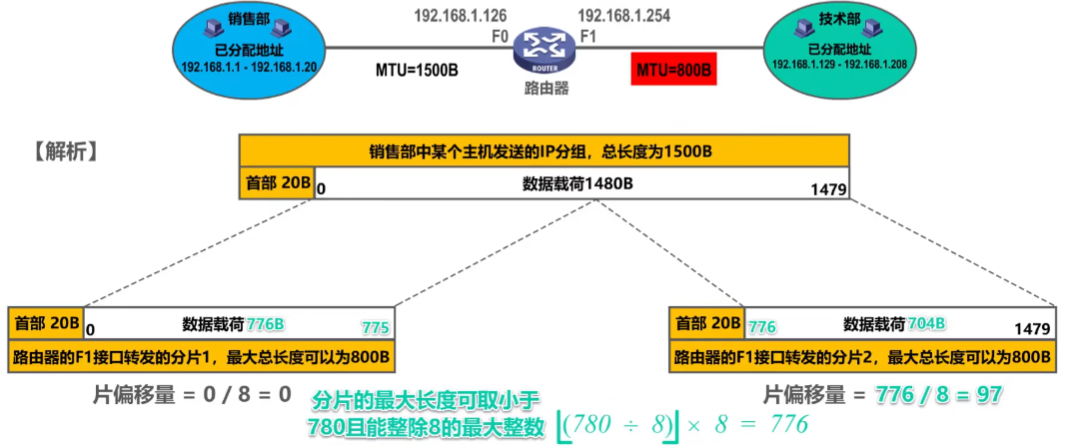 销售部
已分配地址
192.168.1.1 - 192.168.1.20
192.168.1.126
F0
MTU=1500B
ROUTER
路由器
192.168.1.254
F1
MTU=800B
技术部
已分配地址
192.168.1.129 - 192.168.1.208
【解析】
销售部中某个主机发送的IP分组，总长度为1500B
首部 20B 0 数据载荷1480B 1479
首部 20B 0 数据载荷776B 775
路由器的F1接口转发的分片1，最大总长度可以为800B
片偏移量 = 0 / 8 = 0
首部 20B 776 数据载荷704B 1479
路由器的F1接口转发的分片2，最大总长度可以为800B
片偏移量 = 776 / 8 = 97
分片的最大长度可取小于
780且能整除8的最大整数 ⌊(780 ÷ 8)⌋ × 8 = 776